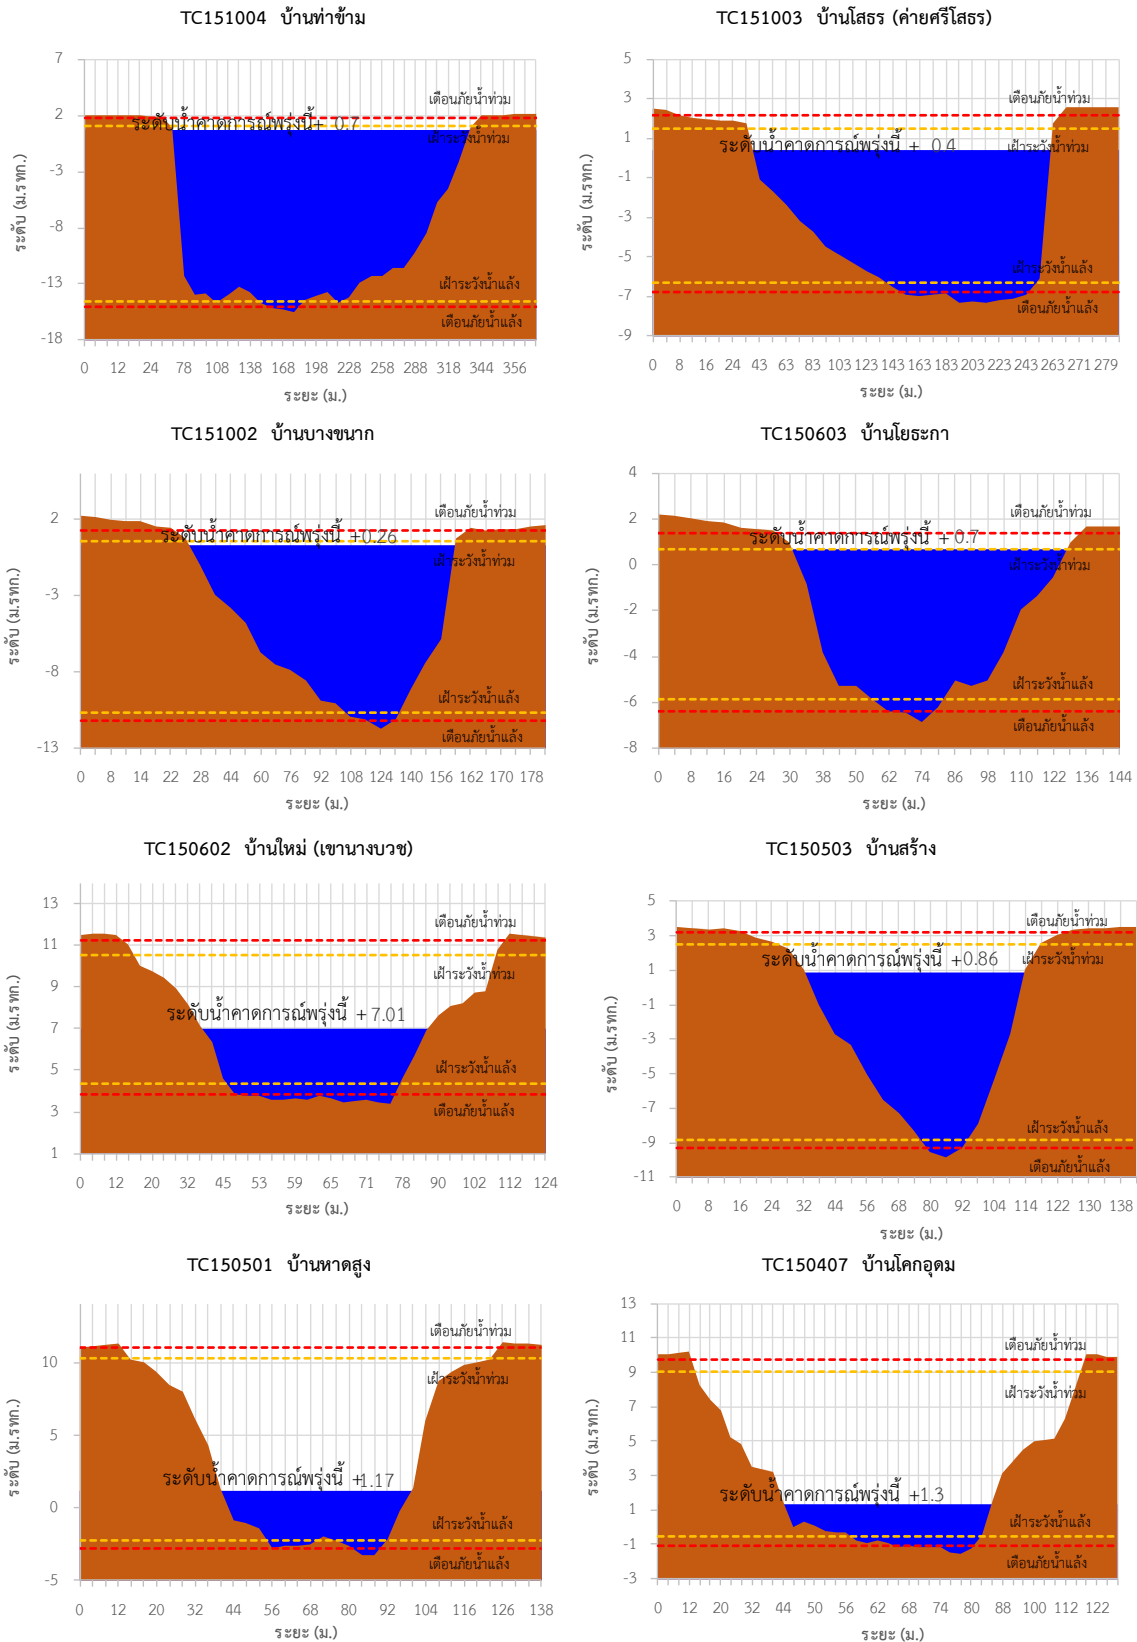 TC151004 บ้านท่าข้าม
7
2
-3
-8
-13
-18
ระดับ (ม.รทก.)
เตือนภัยน้ำท่วม
ระดับน้ำคาดการณ์พรุ่งนี้+ 0.7
เฝ้าระวังน้ำท่วม
เฝ้าระวังน้ำแล้ง
เตือนภัยน้ำแล้ง
0 12 24 78 108 138 168 198 228 258 288 318 344 356
ระยะ (ม.)
TC151003 บ้านโสธร (ค่ายศรีโสธร)
5
3
1
-1
-3
-5
-7
-9
ระดับ (ม.รทก.)
เตือนภัยน้ำท่วม
ระดับน้ำคาดการณ์พรุ่งนี้ + 0.4
เฝ้าระวังน้ำท่วม
เฝ้าระวังน้ำแล้ง
เตือนภัยน้ำแล้ง
0 8 16 24 43 63 83 103 123 143 163 183 203 223 243 263 271 279
ระยะ (ม.)
TC151002 บ้านบางขนาก
2
-3
-8
-13
ระดับ (ม.รทก.)
เตือนภัยน้ำท่วม
ระดับน้ำคาดการณ์พรุ่งนี้ +0.26
เฝ้าระวังน้ำท่วม
เฝ้าระวังน้ำแล้ง
เตือนภัยน้ำแล้ง
0 8 14 22 28 44 60 76 92 108 124 140 156 162 170 178
ระยะ (ม.)
TC150603 บ้านโยธะกา
4
2
0
-2
-4
-6
-8
ระดับ (ม.รทก.)
เตือนภัยน้ำท่วม
ระดับน้ำคาดการณ์พรุ่งนี้ + 0.7
เฝ้าระวังน้ำท่วม
เฝ้าระวังน้ำแล้ง
เตือนภัยน้ำแล้ง
0 12 18 24 30 38 50 62 74 86 98 110 122 136 144
ระยะ (ม.)
TC150602 บ้านใหม่ (เขานางบวช)
13
11
9
7
5
3
1
ระดับ (ม.รทก.)
เตือนภัยน้ำท่วม
เฝ้าระวังน้ำท่วม
ระดับน้ำคาดการณ์พรุ่งนี้ +7.01
เฝ้าระวังน้ำแล้ง
เตือนภัยน้ำแล้ง
0 12 20 32 45 53 59 65 71 78 90 102 112 124
ระยะ (ม.)
TC150503 บ้านสร้าง
5
3
1
-1
-3
-5
-7
-9
-11
ระดับ (ม.รทก.)
เตือนภัยน้ำท่วม
ระดับน้ำคาดการณ์พรุ่งนี้ +0.86
เฝ้าระวังน้ำท่วม
เฝ้าระวังน้ำแล้ง
เตือนภัยน้ำแล้ง
0 8 16 24 32 44 56 68 80 92 104 114 122 130 138
ระยะ (ม.)
TC150501 บ้านหาดสูง
10
5
0
-5
ระดับ (ม.รทก.)
เตือนภัยน้ำท่วม
เฝ้าระวังน้ำท่วม
ระดับน้ำคาดการณ์พรุ่งนี้ +1.17
เฝ้าระวังน้ำแล้ง
เตือนภัยน้ำแล้ง
0 12 20 32 44 56 68 80 92 104 116 126 138
ระยะ (ม.)
TC150407 บ้านโคกอุดม
13
11
9
7
5
3
1
-1
-3
ระดับ (ม.รทก.)
เตือนภัยน้ำท่วม
เฝ้าระวังน้ำท่วม
ระดับน้ำคาดการณ์พรุ่งนี้ +1.3
เฝ้าระวังน้ำแล้ง
เตือนภัยน้ำแล้ง
0 12 20 32 44 50 56 62 68 74 80 88 100 112 122
ระยะ (ม.)